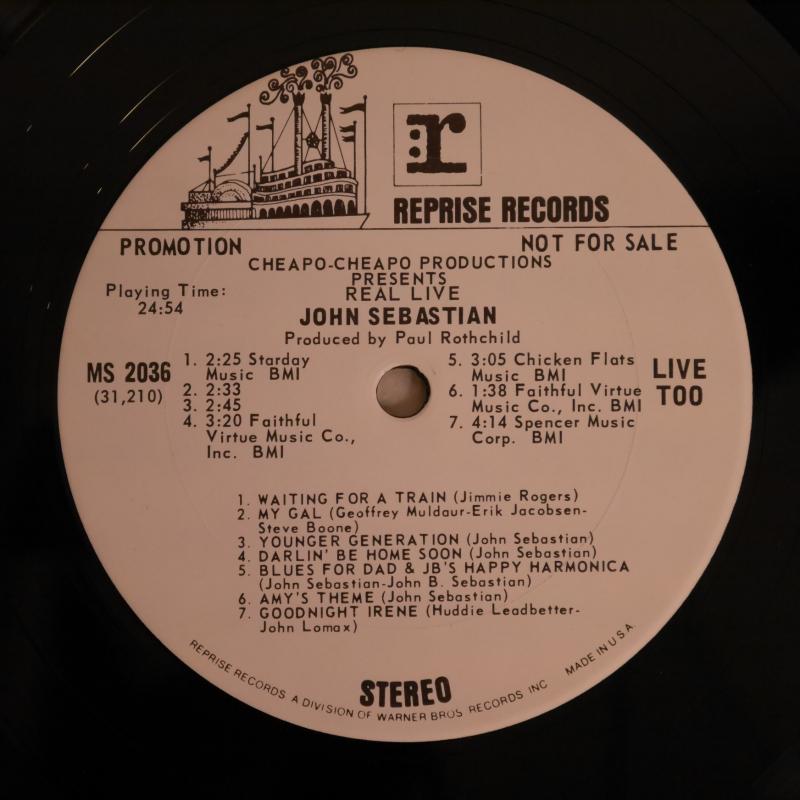 r
REPRISE RECORDS
PROMOTION
NOT FOR SALE
CHEAPO-CHEAPO PRODUCTIONS
PRESENTS
REAL LIVE
JOHN SEBASTIAN
Produced by Paul Rothchild
Playing Time:
24:54
MS 2036
(31,210)
1. 2:25 Starday
Music BMI
2. 2:33
3. 2:45
4. 3:20 Faithful
Virtue Music Co.,
Inc. BMI
5. 3:05 Chicken Flats
Music BMI
6. 1:38 Faithful Virtue
Music Co., Inc. BMI
7. 4:14 Spencer Music
Corp. BMI
LIVE
TOO
1. WAITING FOR A TRAIN (Jimmie Rogers)
2. MY GAL (Geoffrey Muldaur-Erik Jacobsen-
Steve Boone)
3. YOUNGER GENERATION (John Sebastian)
4. DARLIN' BE HOME SOON (John Sebastian)
5. BLUES FOR DAD & JB'S HAPPY HARMONICA
(John Sebastian-John B. Sebastian)
6. AMY'S THEME (John Sebastian)
7. GOODNIGHT IRENE (Huddie Leadbetter-
John Lomax)
STEREO
REPRISE RECORDS A DIVISION OF WARNER BROS RECORDS INC MADE IN U.S.A.